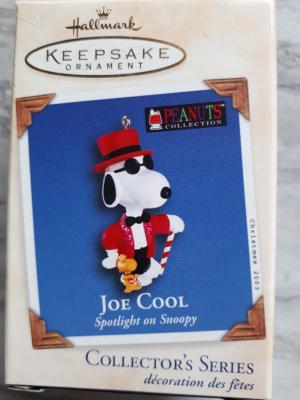 Hallmark
KEEPSAKE
ORNAMENT
PEANUTS
COLLECTION
Christmas 2003
JOE COOL
Spotlight on Snoopy
COLLECTOR'S SERIES
décoration des fêtes